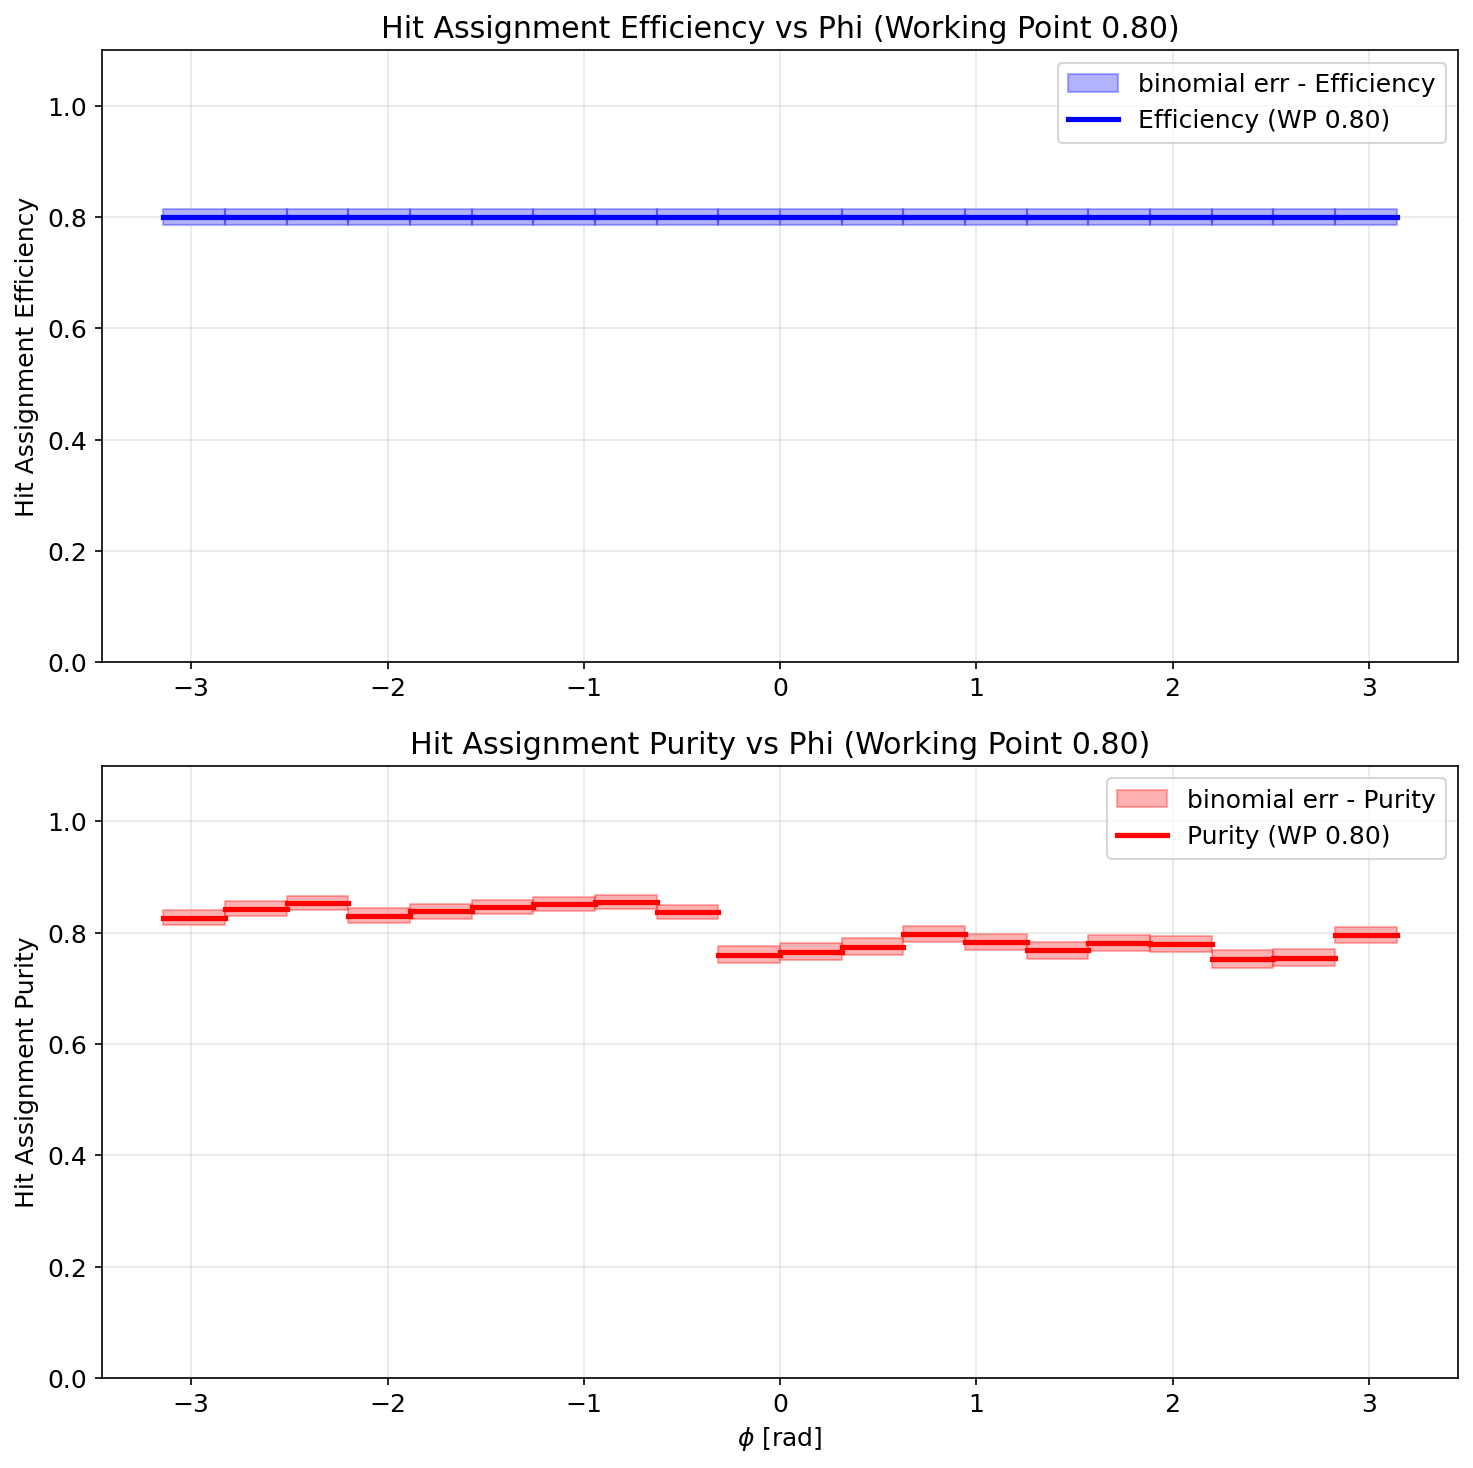 Hit Assignment Efficiency vs Phi (Working Point 0.80)
binomial err - Efficiency
Efficiency (WP 0.80)
Hit Assignment Efficiency
1.0
0.8
0.6
0.4
0.2
0.0
−3
−2
−1
0
1
2
3
Hit Assignment Purity vs Phi (Working Point 0.80)
binomial err - Purity
Purity (WP 0.80)
Hit Assignment Purity
1.0
0.8
0.6
0.4
0.2
0.0
−3
−2
−1
0
1
2
3
ϕ [rad]